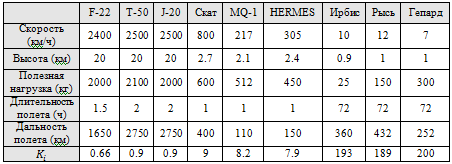 F-22 T-50 J-20 Скат MQ-1 HERMES Ирбис Рысь Гепард
Скорость (км/ч) 2400 2500 2500 800 217 305 10 12 7
Высота (км) 20 20 20 2.7 2.1 2.4 0.9 1 1
Полезная нагрузка (кг) 2000 2100 2000 600 512 450 25 150 300
Длительность полета (ч) 1.5 2 2 1 1 1 72 72 72
Дальность полета (км) 1650 2750 2750 400 110 150 360 432 252
Ki 0.66 0.9 0.9 9 8.2 7.9 193 189 200